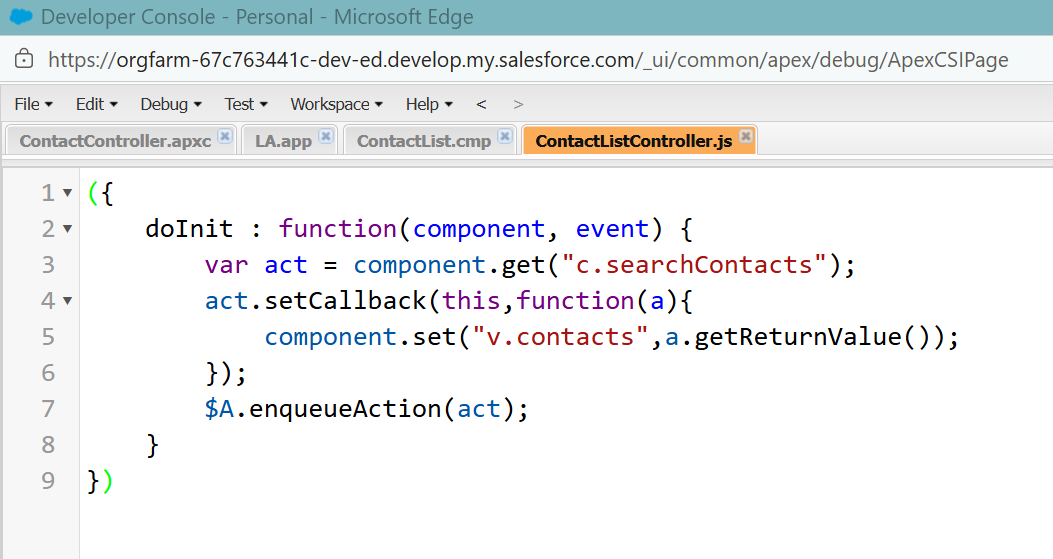 Developer Console - Personal - Microsoft Edge
https://orgfarm-67c763441c-dev-ed.develop.my.salesforce.com/_ui/common/apex/debug/ApexCSIPage
File Edit Debug Test Workspace Help < >
ContactController.apxc LA.app ContactList.cmp ContactListController.js
1 ({
2     doInit : function(component, event) {
3         var act = component.get("c.searchContacts");
4         act.setCallback(this,function(a){
5             component.set("v.contacts",a.getReturnValue());
6         });
7         $A.enqueueAction(act);
8     }
9 })